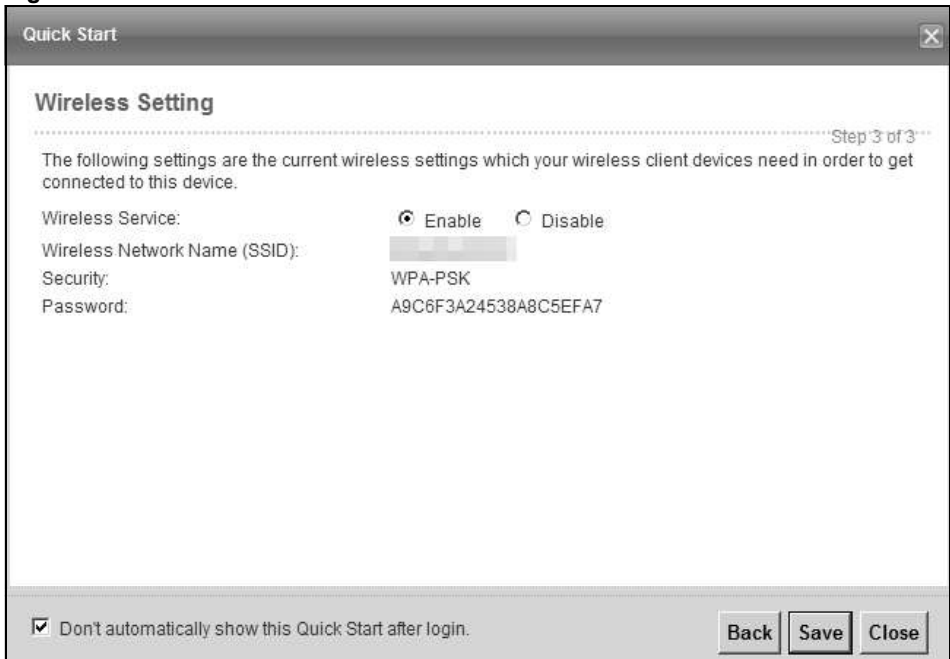 Quick Start
Wireless Setting
Step 3 of 3
The following settings are the current wireless settings which your wireless client devices need in order to get
connected to this device.
Wireless Service: Enable Disable
Wireless Network Name (SSID):
Security: WPA-PSK
Password: A9C6F3A24538A8C5EFA7
Don't automatically show this Quick Start after login.
Back Save Close